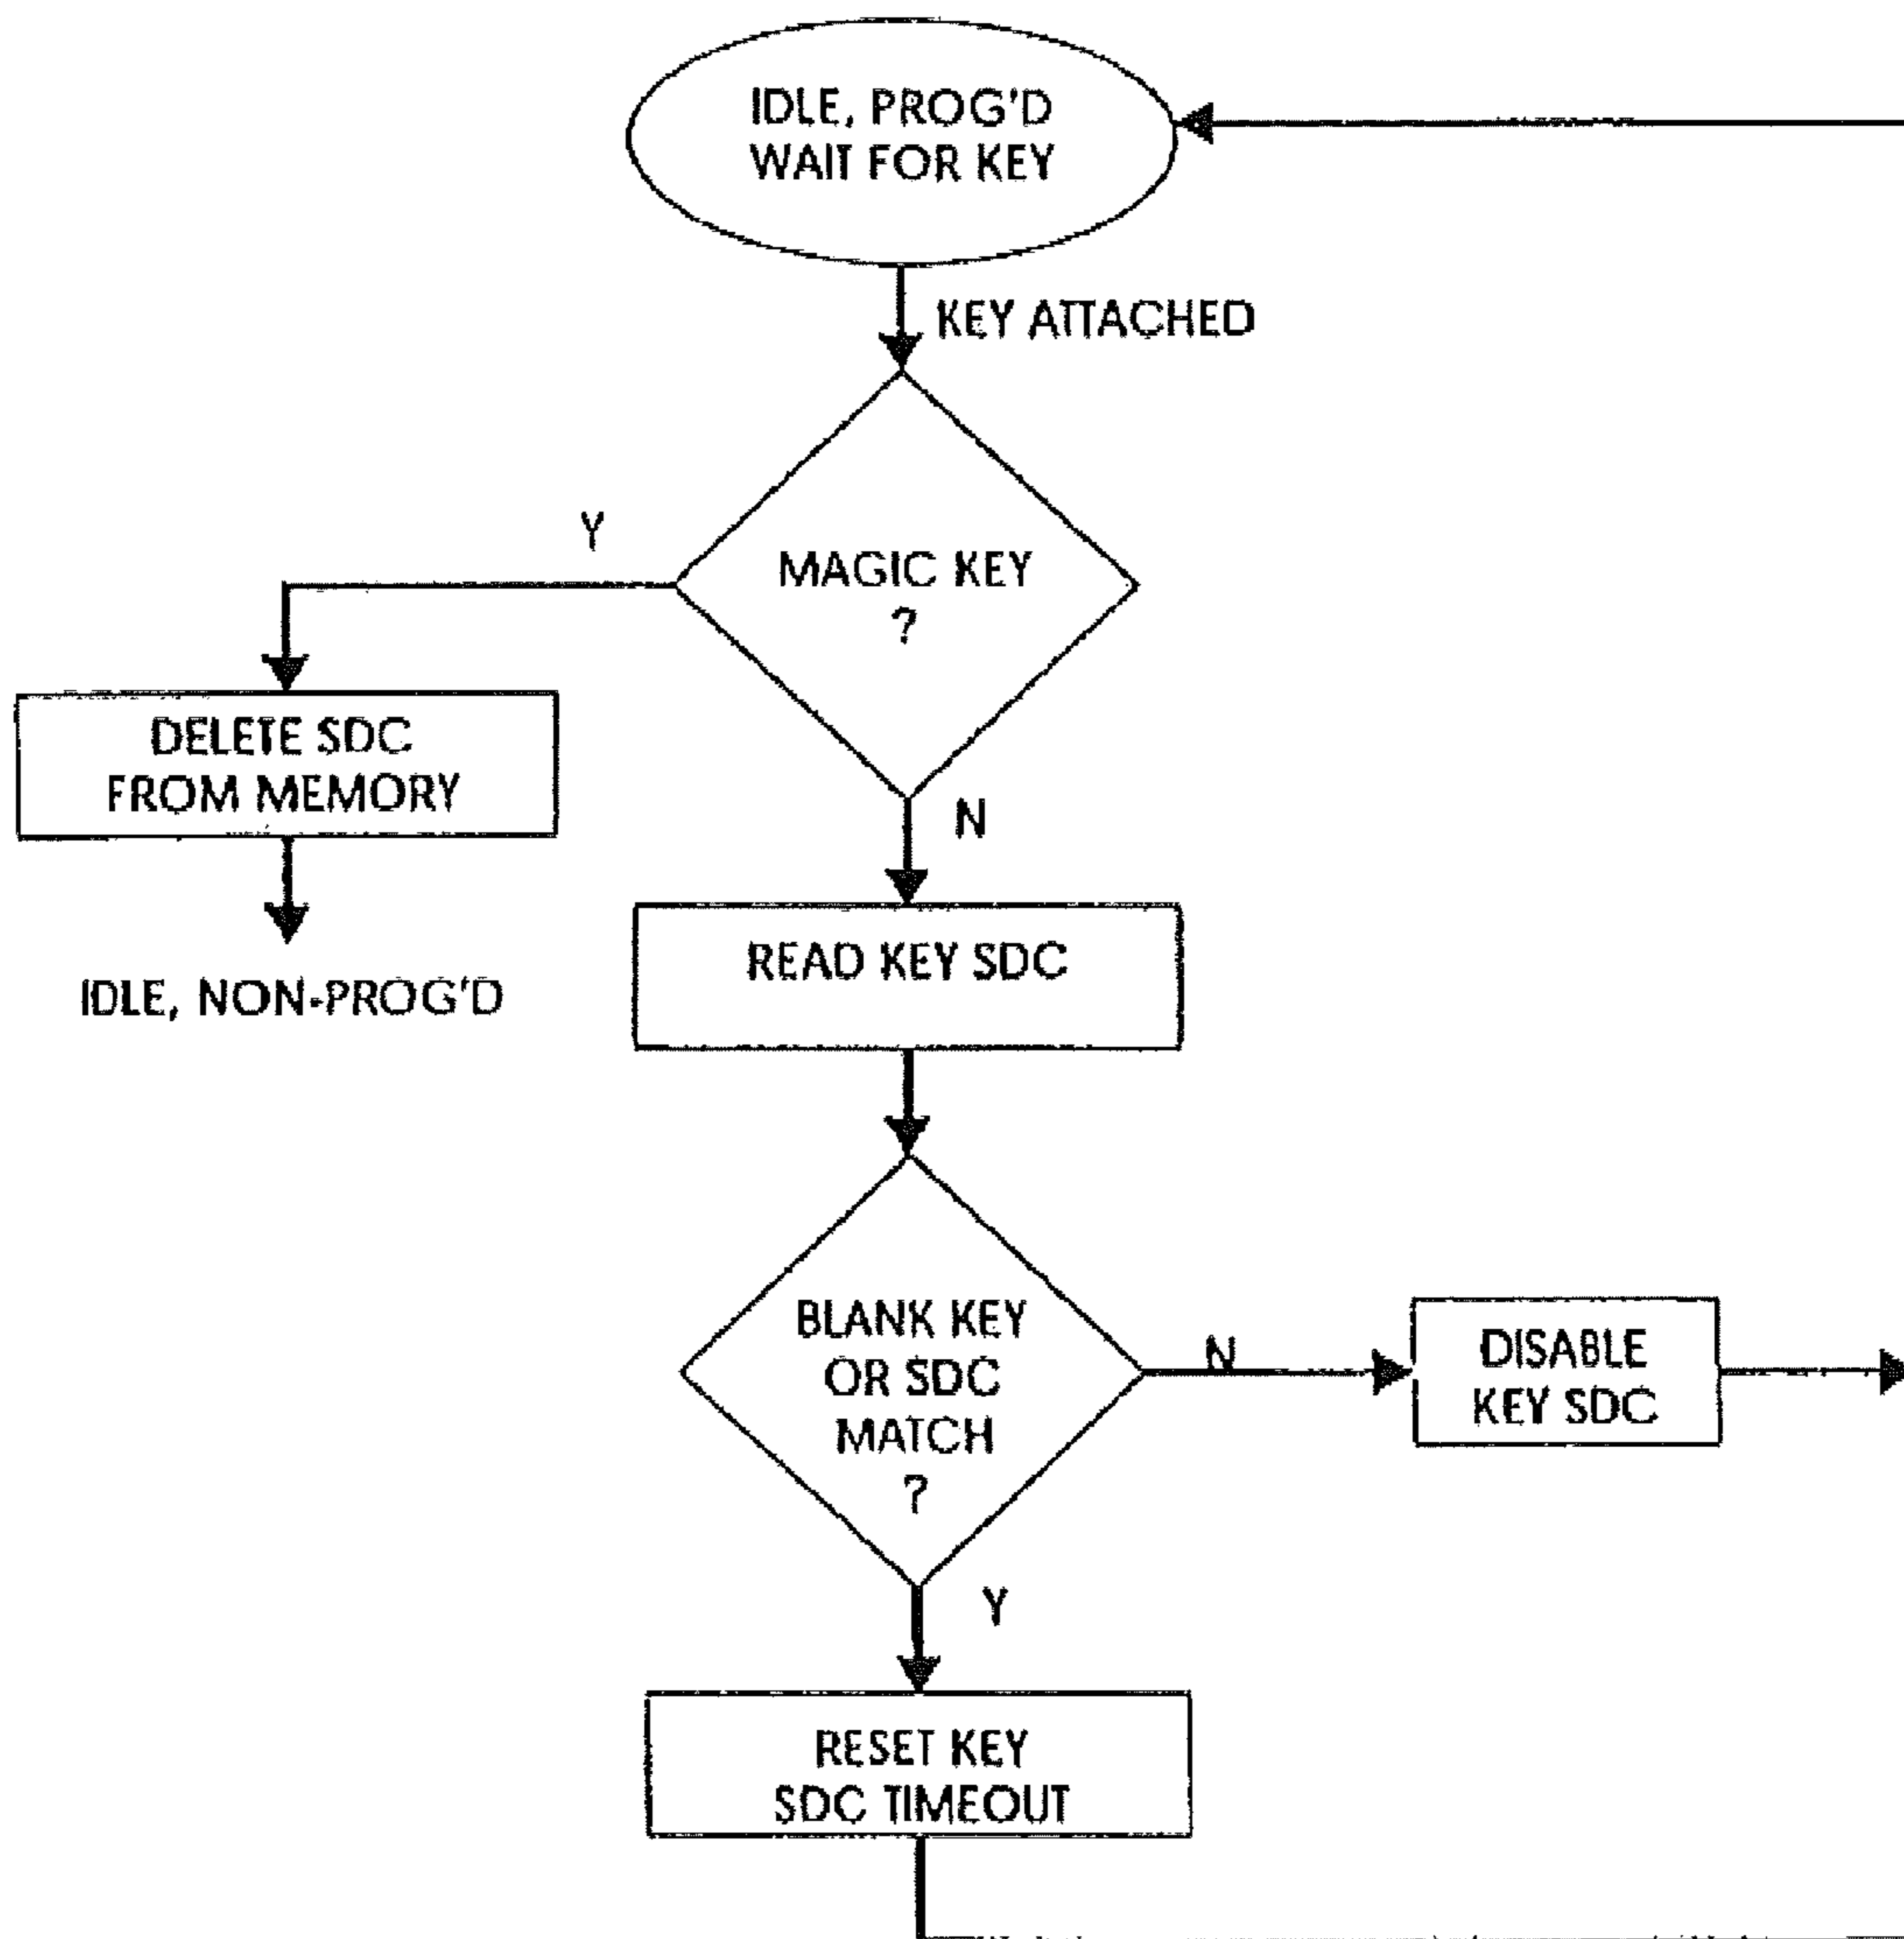 IDLE, PROG'D
WAIT FOR KEY
KEY ATTACHED
Y
MAGIC KEY
?
DELETE SDC
FROM MEMORY
N
IDLE, NON-PROG'D
READ KEY SDC
BLANK KEY
OR SDC
MATCH
?
N
DISABLE
KEY SDC
Y
RESET KEY
SDC TIMEOUT